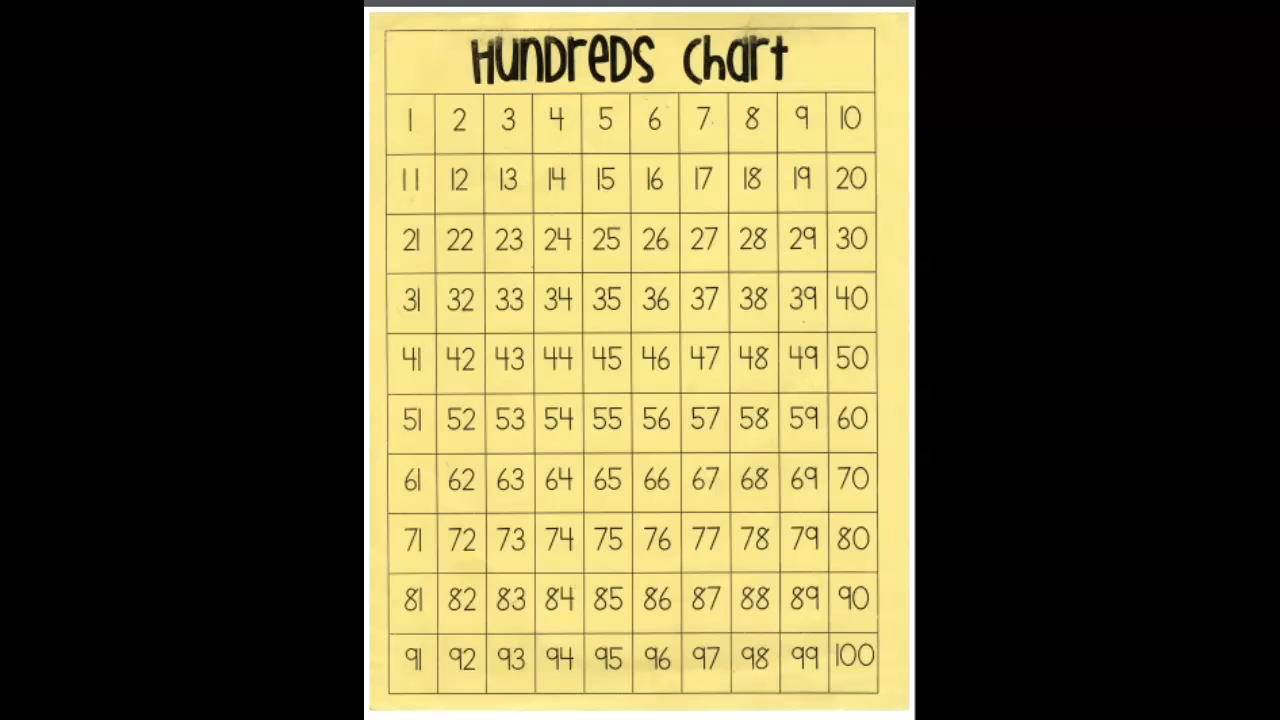 Hundreds Chart
1 2 3 4 5 6 7 8 9 10
11 12 13 14 15 16 17 18 19 20
21 22 23 24 25 26 27 28 29 30
31 32 33 34 35 36 37 38 39 40
41 42 43 44 45 46 47 48 49 50
51 52 53 54 55 56 57 58 59 60
61 62 63 64 65 66 67 68 69 70
71 72 73 74 75 76 77 78 79 80
81 82 83 84 85 86 87 88 89 90
91 92 93 94 95 96 97 98 99 100